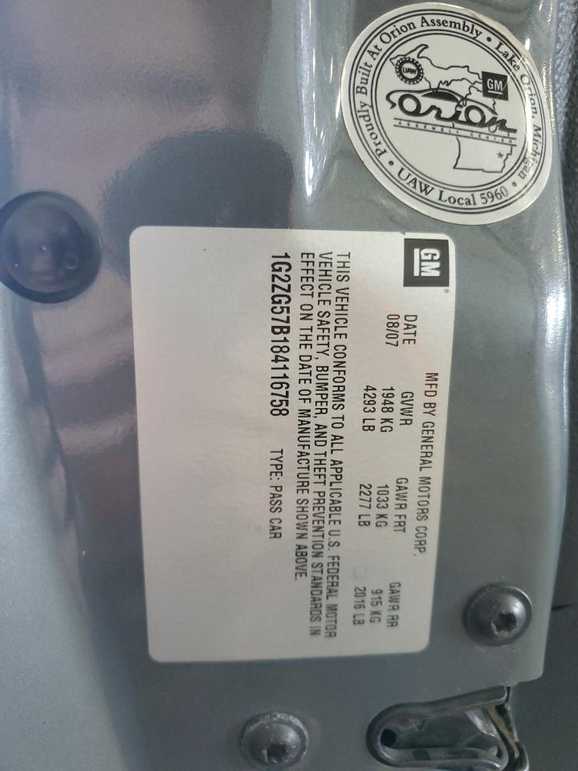 Proudly Built At Orion Assembly • Lake Orion, Michigan •
UAW
GM
Orion
ASSEMBLY CENTER
UAW Local 5960
GM
MFD BY GENERAL MOTORS CORP.
DATE GVWR GAWR FRT GAWR RR
08/07 1948 KG 1033 KG 915 KG
4293 LB 2277 LB 2016 LB
THIS VEHICLE CONFORMS TO ALL APPLICABLE U.S. FEDERAL MOTOR
VEHICLE SAFETY, BUMPER, AND THEFT PREVENTION STANDARDS IN
EFFECT ON THE DATE OF MANUFACTURE SHOWN ABOVE.
1G2ZG57B184116758 TYPE: PASS CAR